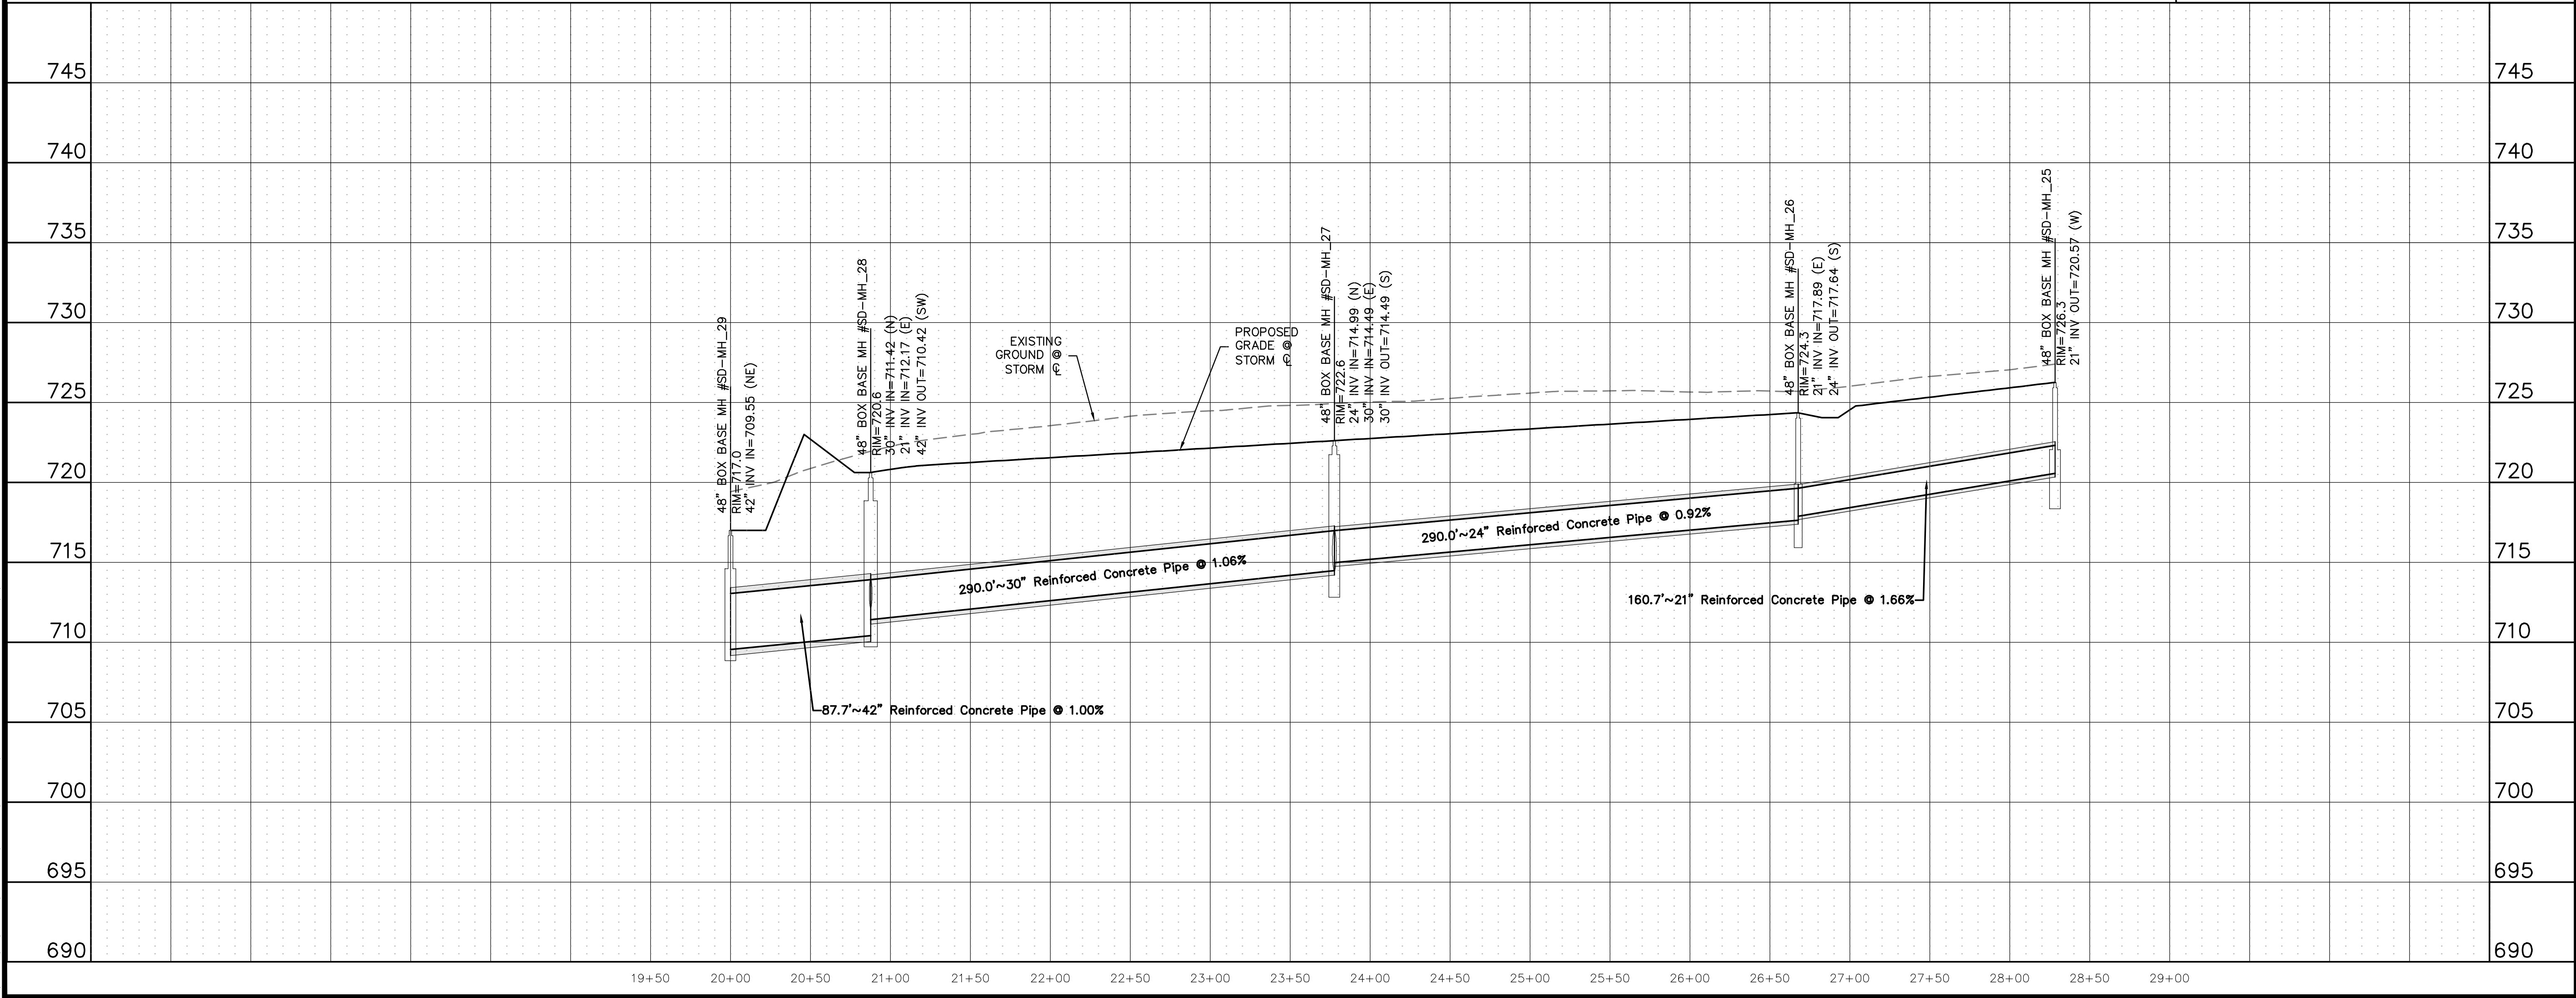 745
740
735
730
725
720
715
710
705
700
695
690
745
740
735
730
725
720
715
710
705
700
695
690
48" BOX BASE MH #SD-MH_29
RIM=717.0
42" INV IN=709.55 (NE)
48" BOX BASE MH #SD-MH_28
RIM=720.6
30" INV IN=711.42 (N)
21" INV IN=712.17 (E)
42" INV OUT=710.42 (SW)
EXISTING
GROUND @
STORM ℄
PROPOSED
GRADE @
STORM ℄
48" BOX BASE MH #SD-MH_27
RIM=722.6
24" INV IN=714.99 (N)
30" INV IN=714.49 (E)
30" INV OUT=714.49 (S)
48" BOX BASE MH #SD-MH_26
RIM=724.3
21" INV IN=717.89 (E)
24" INV OUT=717.64 (S)
48" BOX BASE MH #SD-MH_25
RIM=726.3
21" INV OUT=720.57 (W)
87.7'~42" Reinforced Concrete Pipe @ 1.00%
290.0'~30" Reinforced Concrete Pipe @ 1.06%
290.0'~24" Reinforced Concrete Pipe @ 0.92%
160.7'~21" Reinforced Concrete Pipe @ 1.66%
19+50 20+00 20+50 21+00 21+50 22+00 22+50 23+00 23+50 24+00 24+50 25+00 25+50 26+00 26+50 27+00 27+50 28+00 28+50 29+00